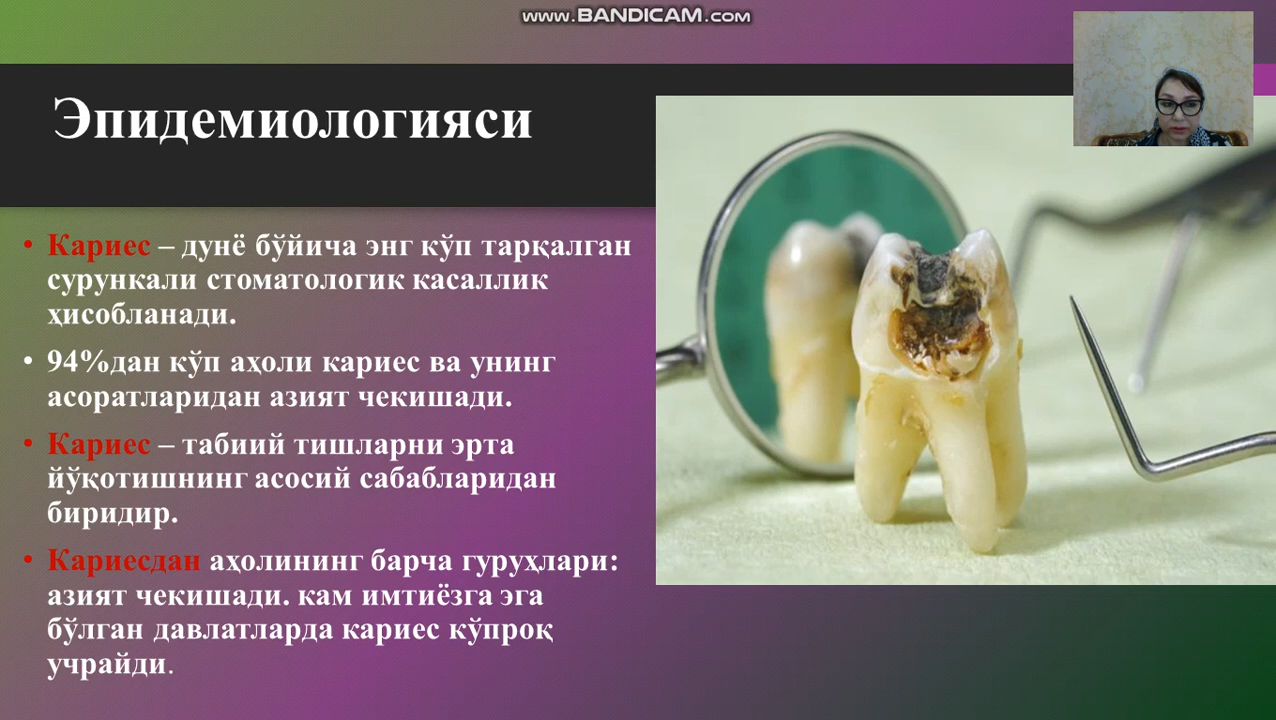 www.BANDICAM.com
Эпидемиологияси
• Кариес – дунё бўйича энг кўп тарқалган
сурункали стоматологик касаллик
ҳисобланади.
• 94%дан кўп аҳоли кариес ва унинг
асоратларидан азият чекишади.
• Кариес – табиий тишларни эрта
йўқотишнинг асосий сабабларидан
биридир.
• Кариесдан аҳолининг барча гуруҳлари:
азият чекишади. кам имтиёзга эга
бўлган давлатларда кариес кўпроқ
учрайди.